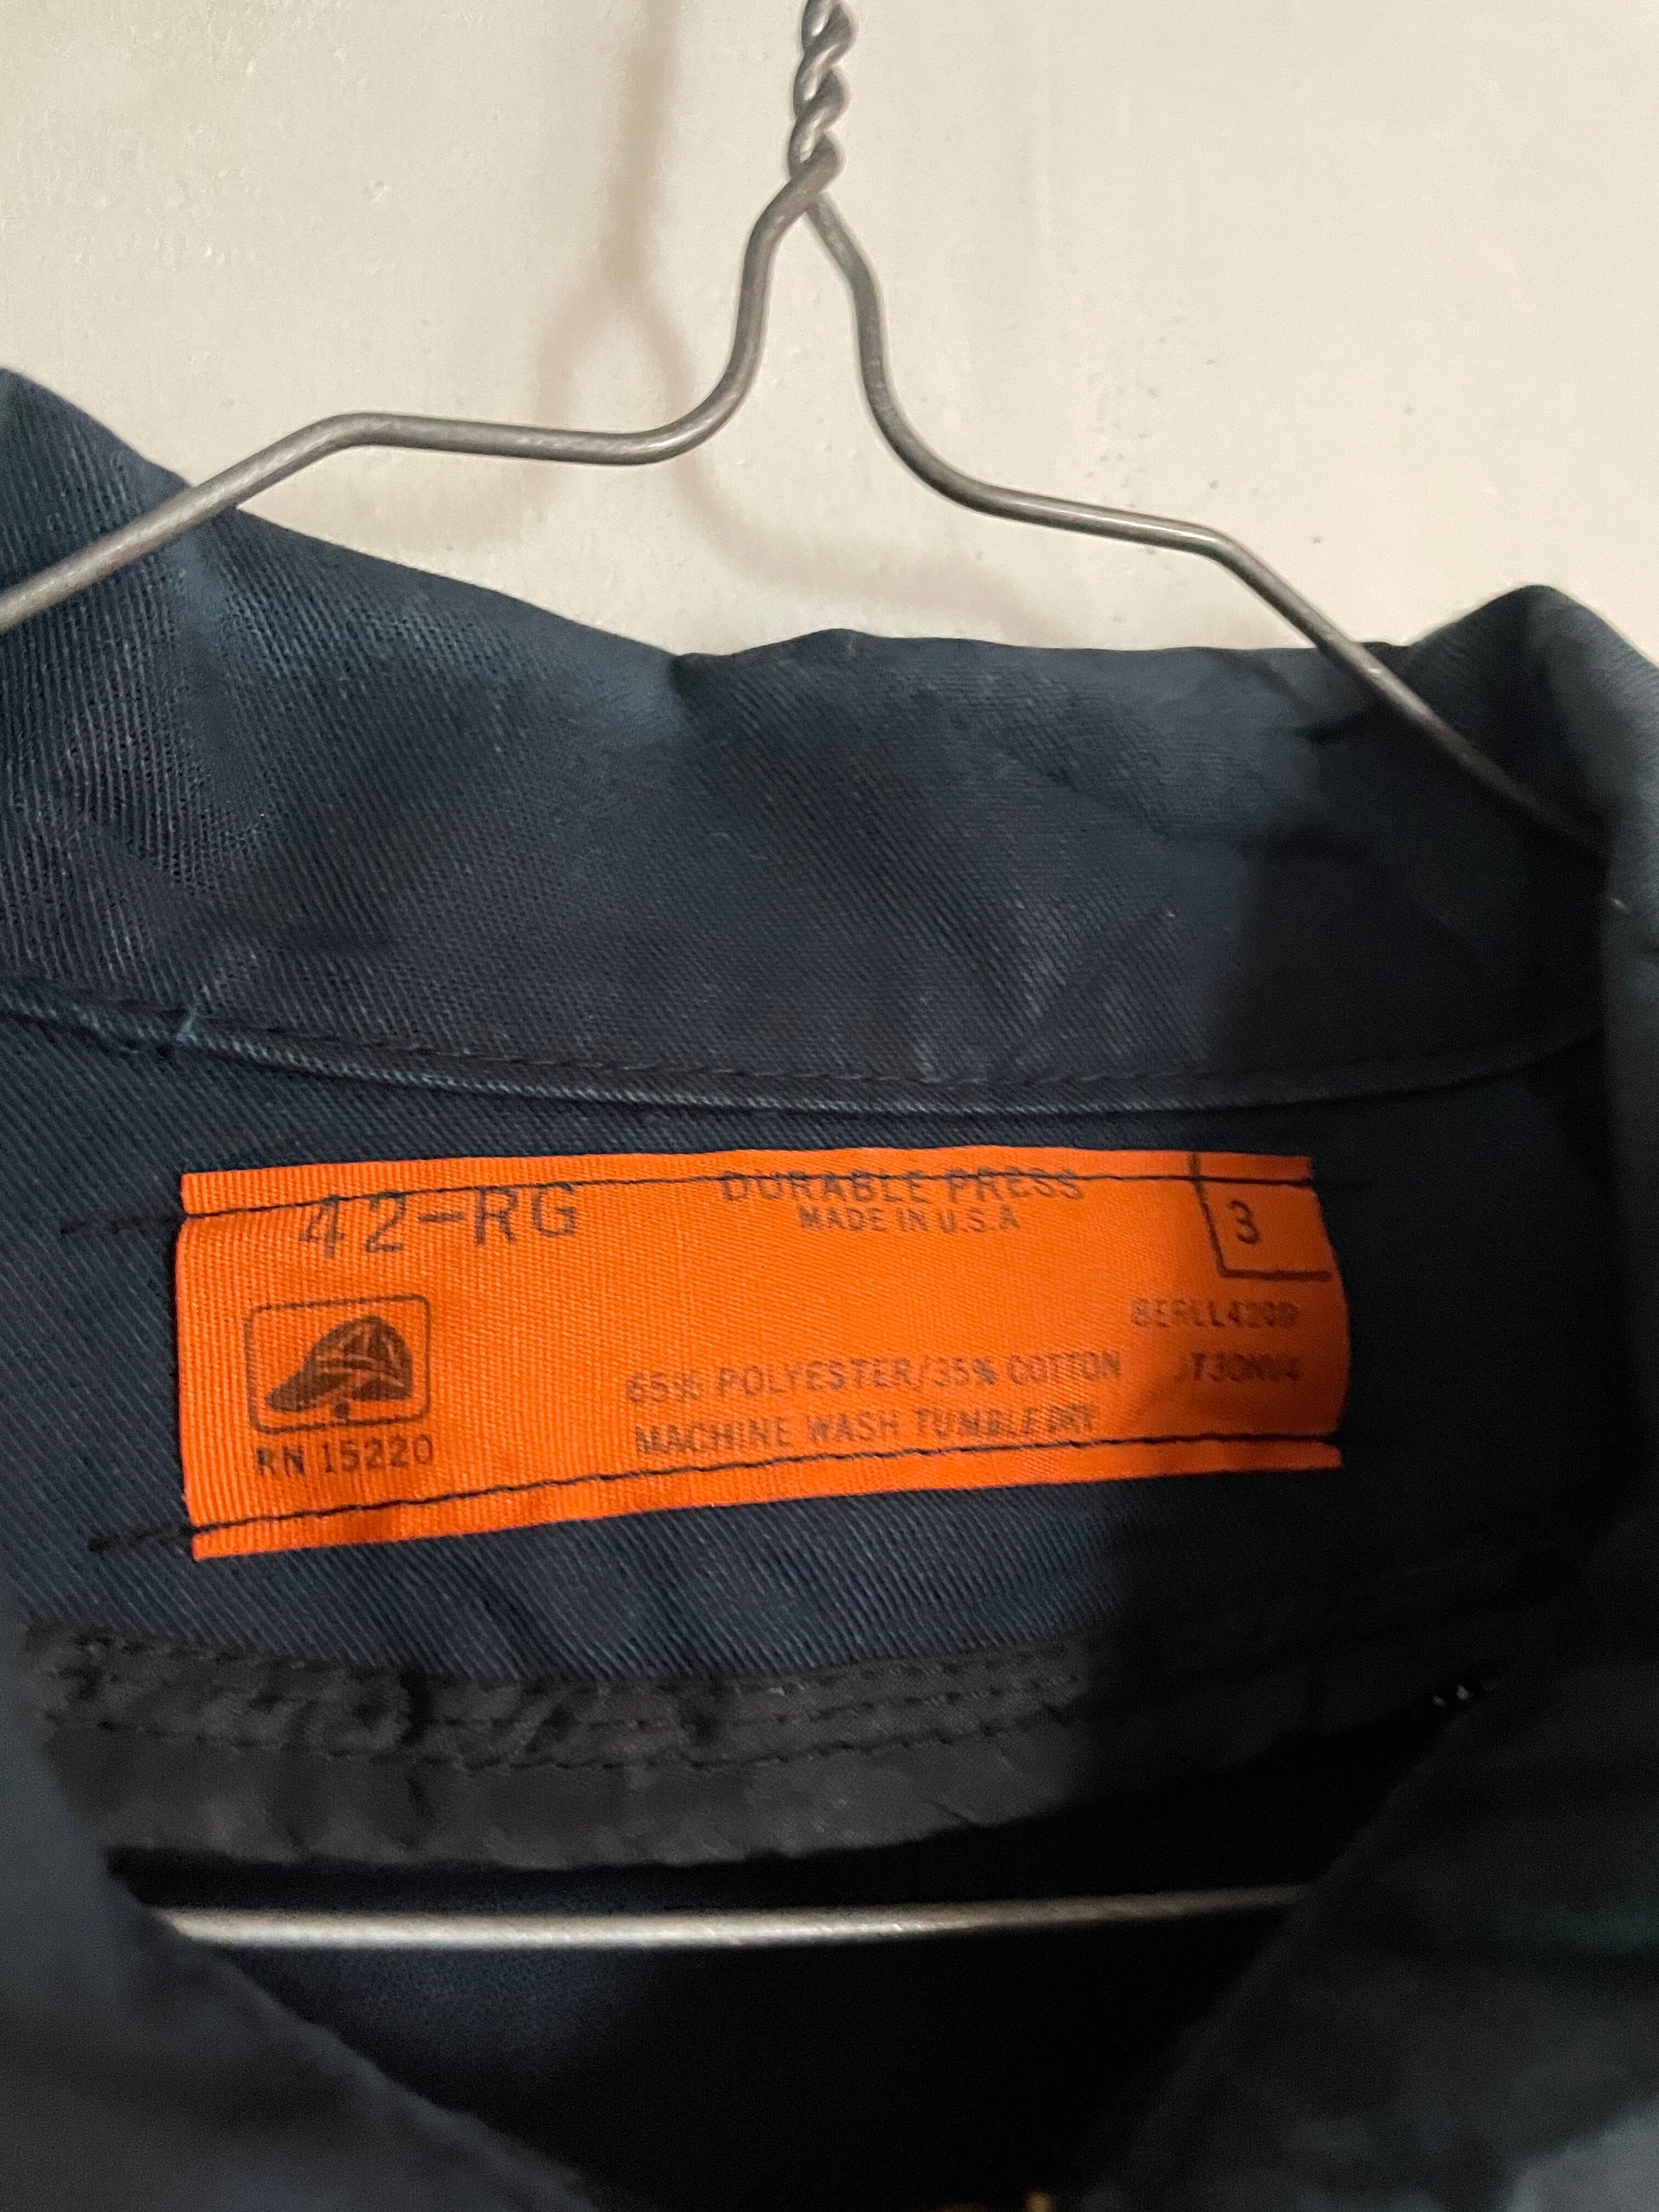 42-RG
DURABLE PRESS
MADE IN U.S.A
3
RN 15220
65% POLYESTER/35% COTTON
MACHINE WASH TUMBLE DRY